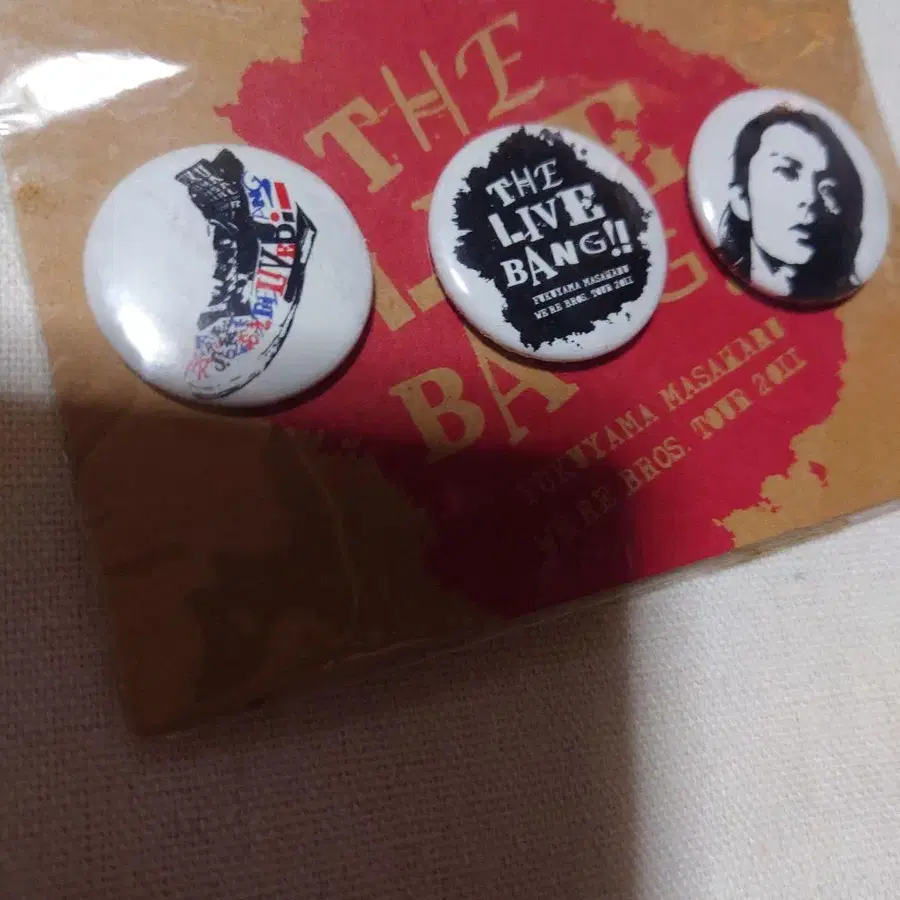 THE
LIVE
BANG!!
FUKUYAMA MASAHARU
WE'RE BROS. TOUR 2011
THE
LIVE
BANG!!
FUKUYAMA MASAHARU
WE'RE BROS. TOUR 2011